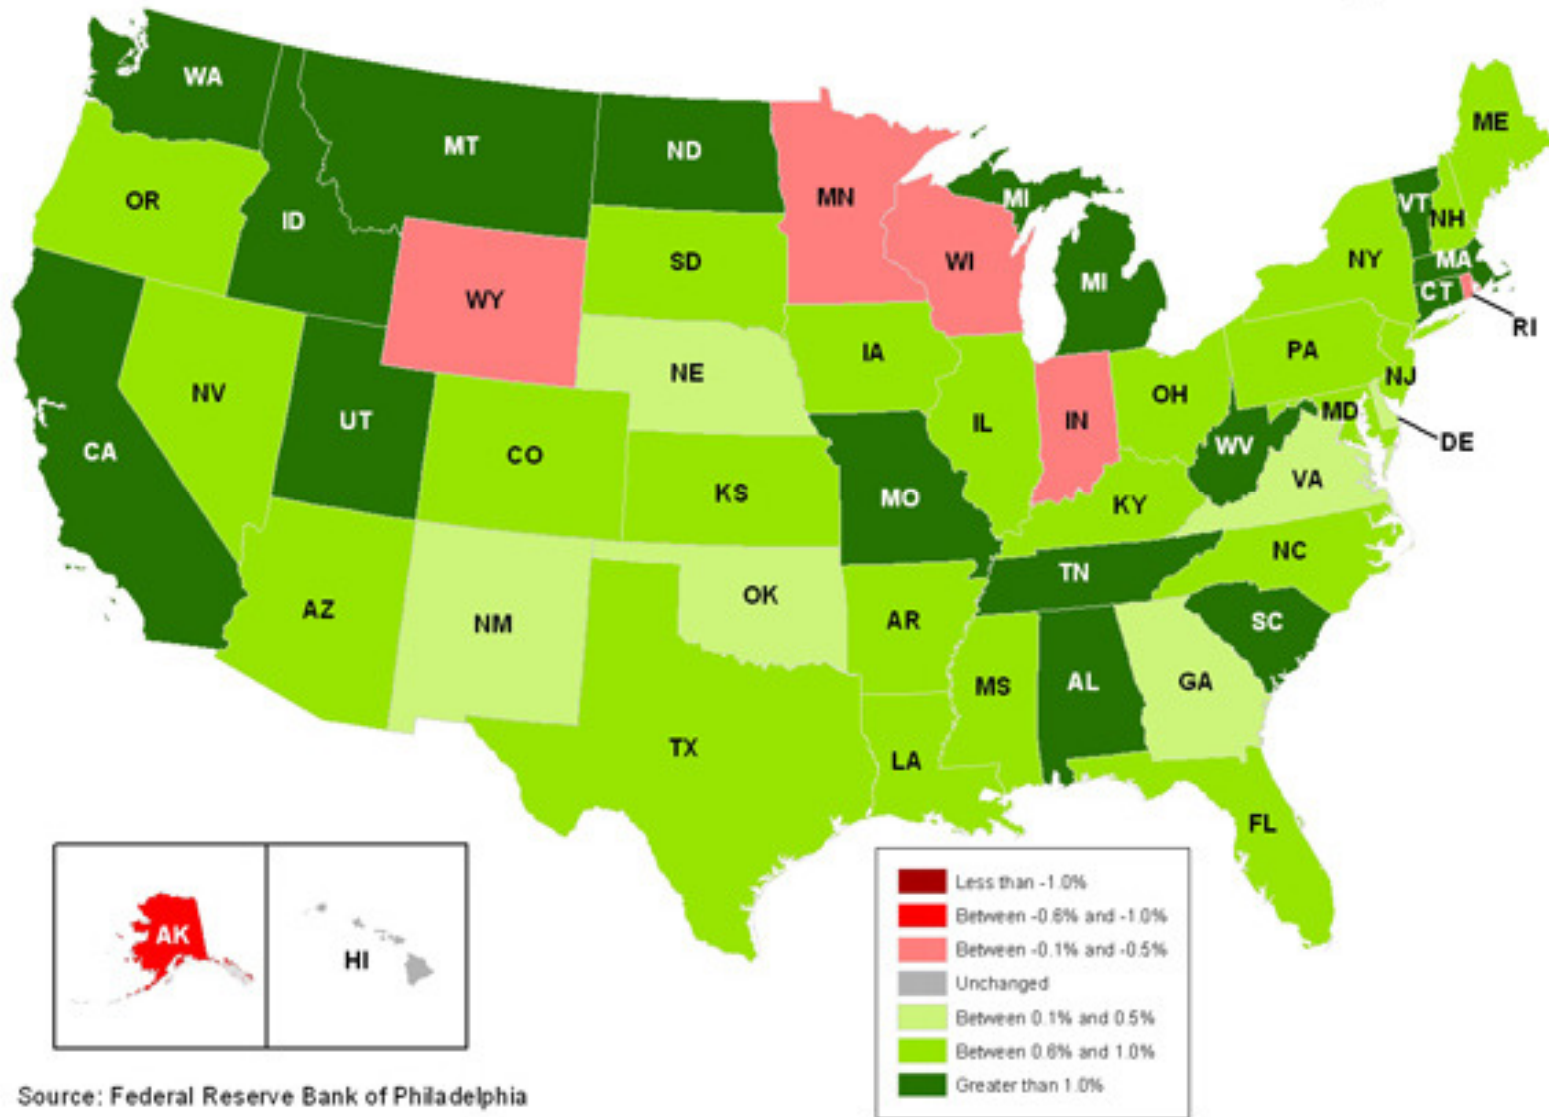 WA
MT
ND
MN
ME
OR
ID
MI
VT
NH
SD
WI
NY
MA
WY
MI
CT
RI
IA
PA
NE
NJ
NV
OH
UT
IL
IN
MD
CA
CO
WV
DE
KS
MO
KY
VA
NC
TN
AZ
NM
OK
AR
SC
MS
AL
GA
TX
LA
FL
AK
HI
Less than -1.0%
Between -0.6% and -1.0%
Between -0.1% and -0.5%
Unchanged
Between 0.1% and 0.5%
Between 0.6% and 1.0%
Greater than 1.0%
Source: Federal Reserve Bank of Philadelphia